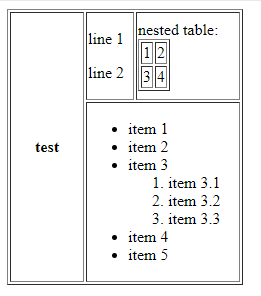 test
line 1
line 2
nested table:
1 2
3 4
item 1
item 2
item 3
1. item 3.1
2. item 3.2
3. item 3.3
item 4
item 5